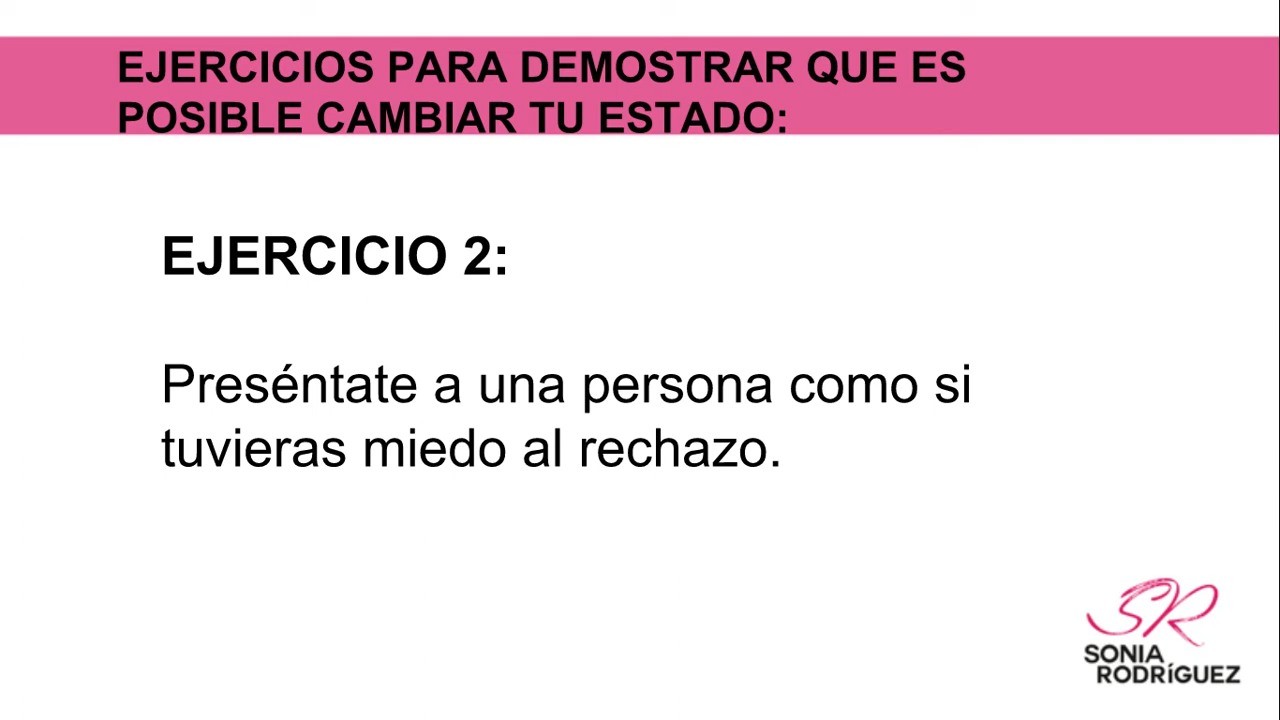 EJERCICIOS PARA DEMOSTRAR QUE ES
POSIBLE CAMBIAR TU ESTADO:
EJERCICIO 2:
Preséntate a una persona como si
tuvieras miedo al rechazo.
SR
SONIA
RODRÍGUEZ